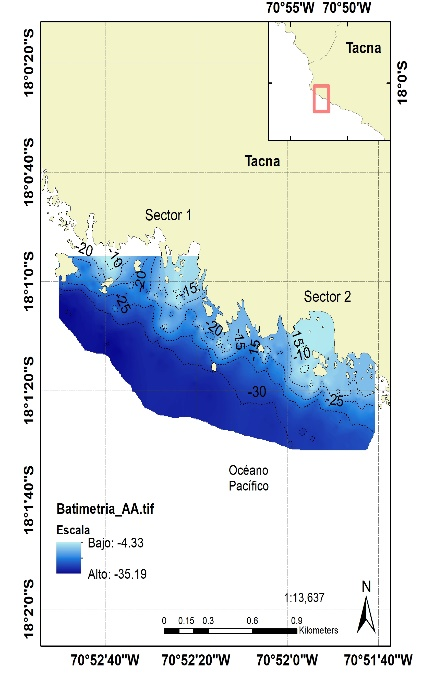 70°55'W 70°50'W
Tacna
18°0'S
18°0'20"S
18°0'40"S
18°1'0"S
18°1'20"S
18°1'40"S
18°2'0"S
Tacna
Sector 1
Sector 2
-20
-10
-20
-25
-15
-20
-15
-15
-15
-10
-30
-25
Océano
Pacífico
Batimetria_AA.tif
Escala
Bajo: -4.33
Alto: -35.19
1:13,637
N
0 0.15 0.3 0.6 0.9
Kilometers
70°52'40"W 70°52'20"W 70°52'0"W 70°51'40"W